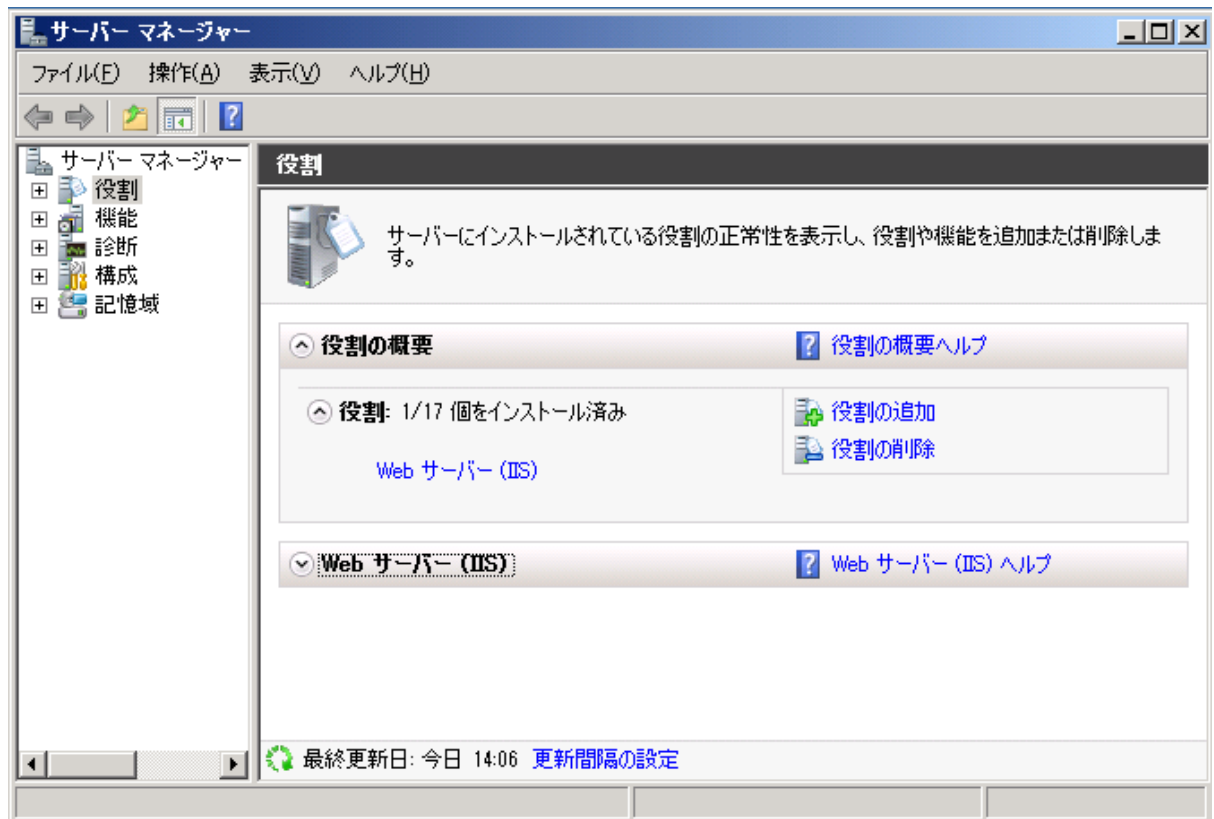 サーバー マネージャー
ファイル(F) 操作(A) 表示(V) ヘルプ(H)
サーバー マネージャー
役割
機能
診断
構成
記憶域
役割
サーバーにインストールされている役割の正常性を表示し、役割や機能を追加または削除しま
す。
役割の概要
役割の概要ヘルプ
役割: 1/17 個をインストール済み
Web サーバー (IIS)
役割の追加
役割の削除
Web サーバー (IIS)
Web サーバー (IIS) ヘルプ
最終更新日: 今日 14:06 更新間隔の設定